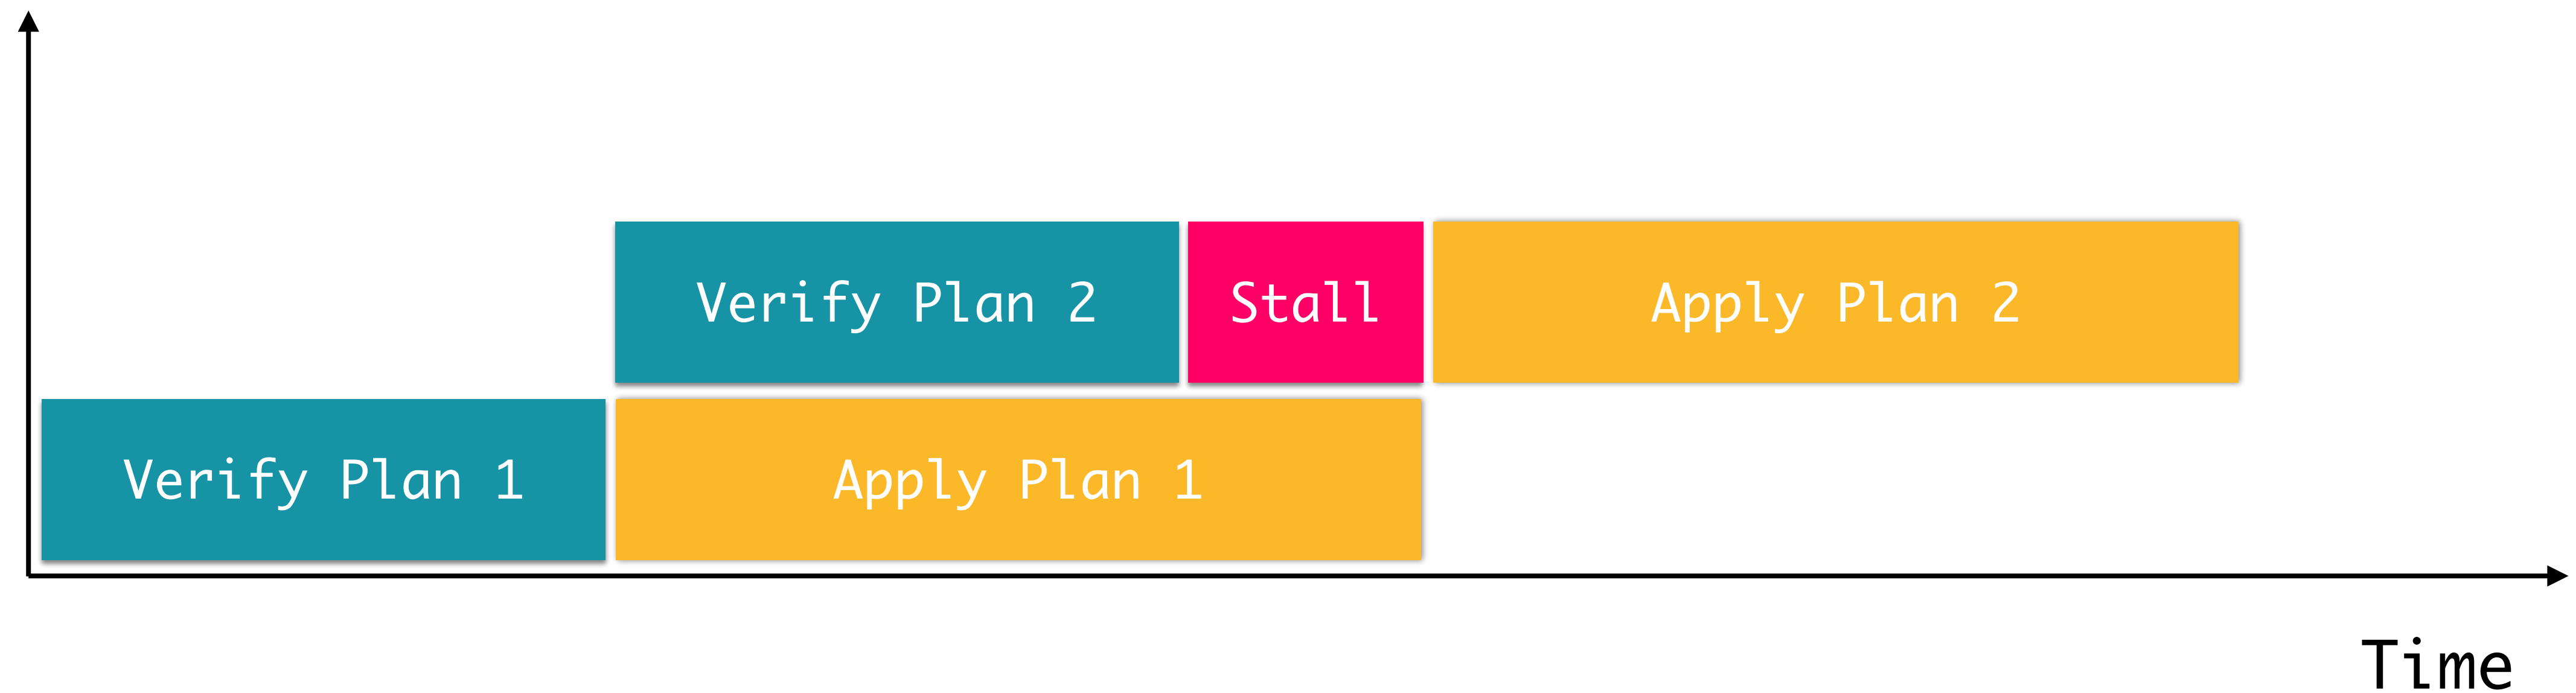 Verify Plan 2
Stall
Apply Plan 2
Verify Plan 1
Apply Plan 1
Time